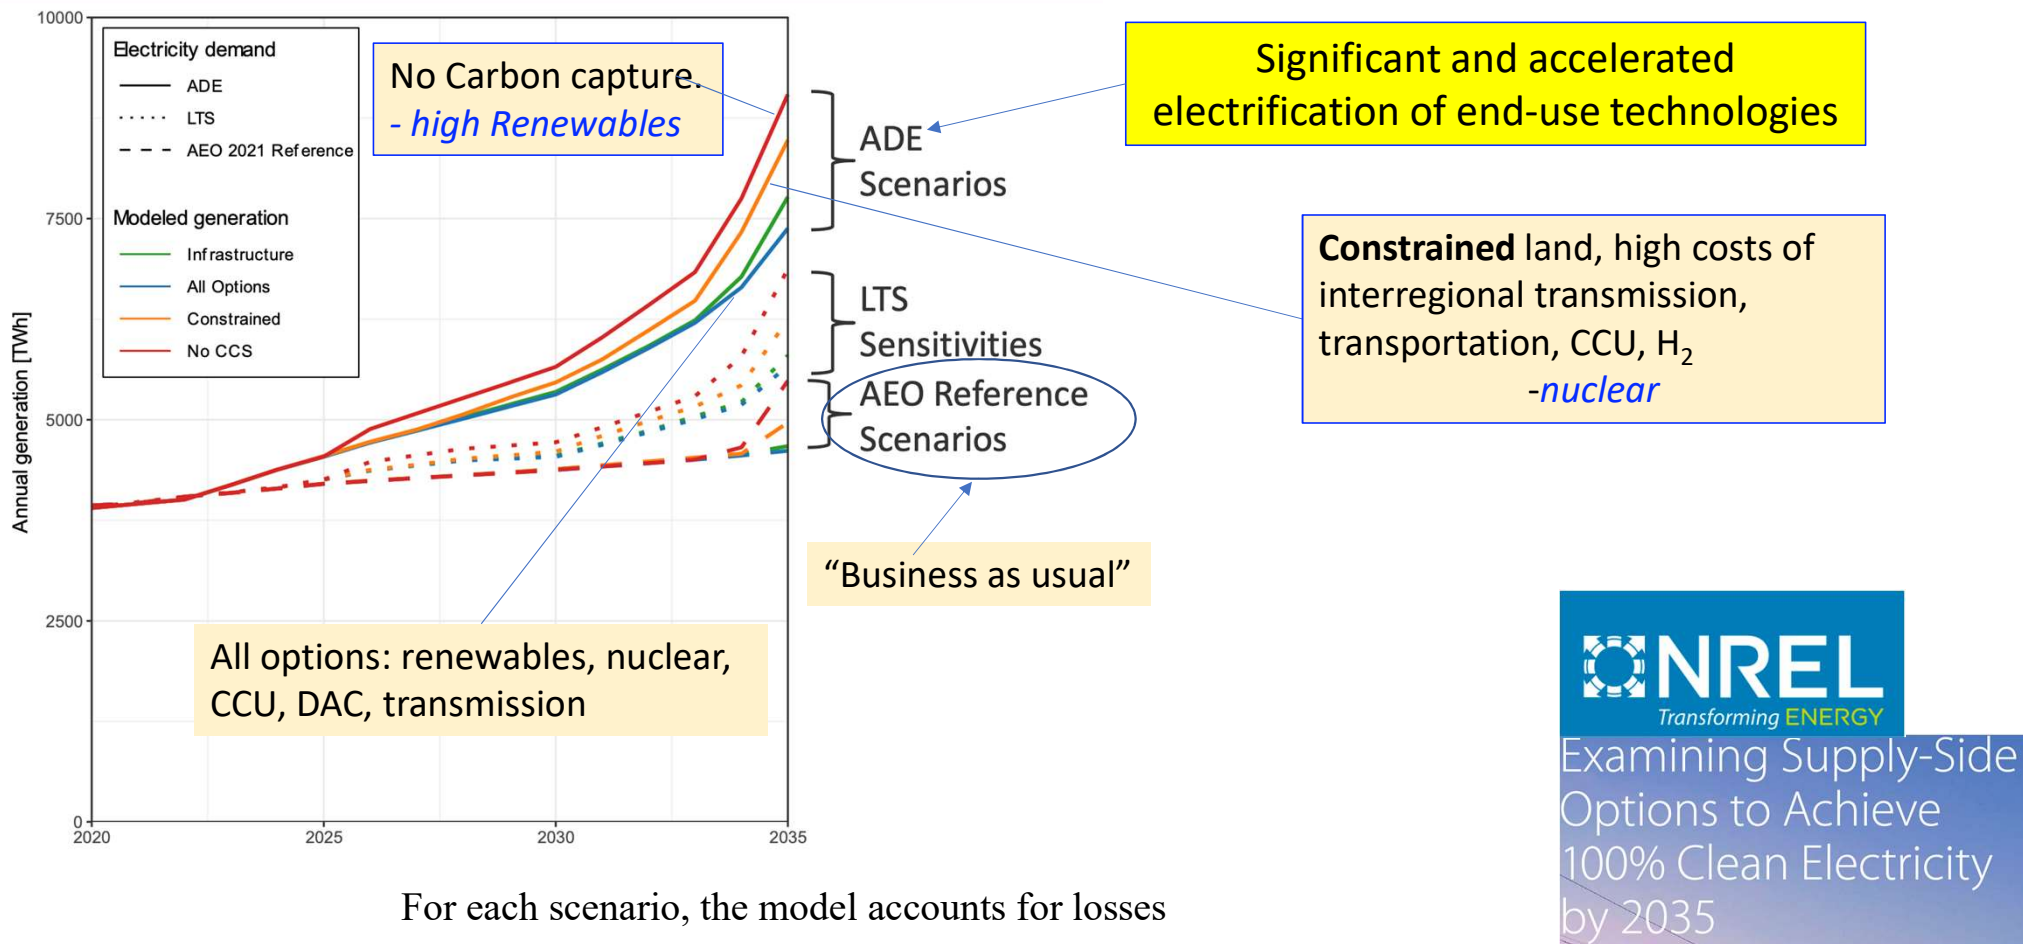 10000
7500
5000
2500
0
Annual generation [TWh]
2020
2025
2030
2035
Electricity demand
ADE
LTS
AEO 2021 Reference
Modeled generation
Infrastructure
All Options
Constrained
No CCS
No Carbon capture.
- high Renewables
ADE
Scenarios
LTS
Sensitivities
AEO Reference
Scenarios
Significant and accelerated
electrification of end-use technologies
Constrained land, high costs of
interregional transmission,
transportation, CCU, H₂
-nuclear
“Business as usual”
All options: renewables, nuclear,
CCU, DAC, transmission
NREL
Transforming ENERGY
Examining Supply-Side
Options to Achieve
100% Clean Electricity
by 2035
For each scenario, the model accounts for losses